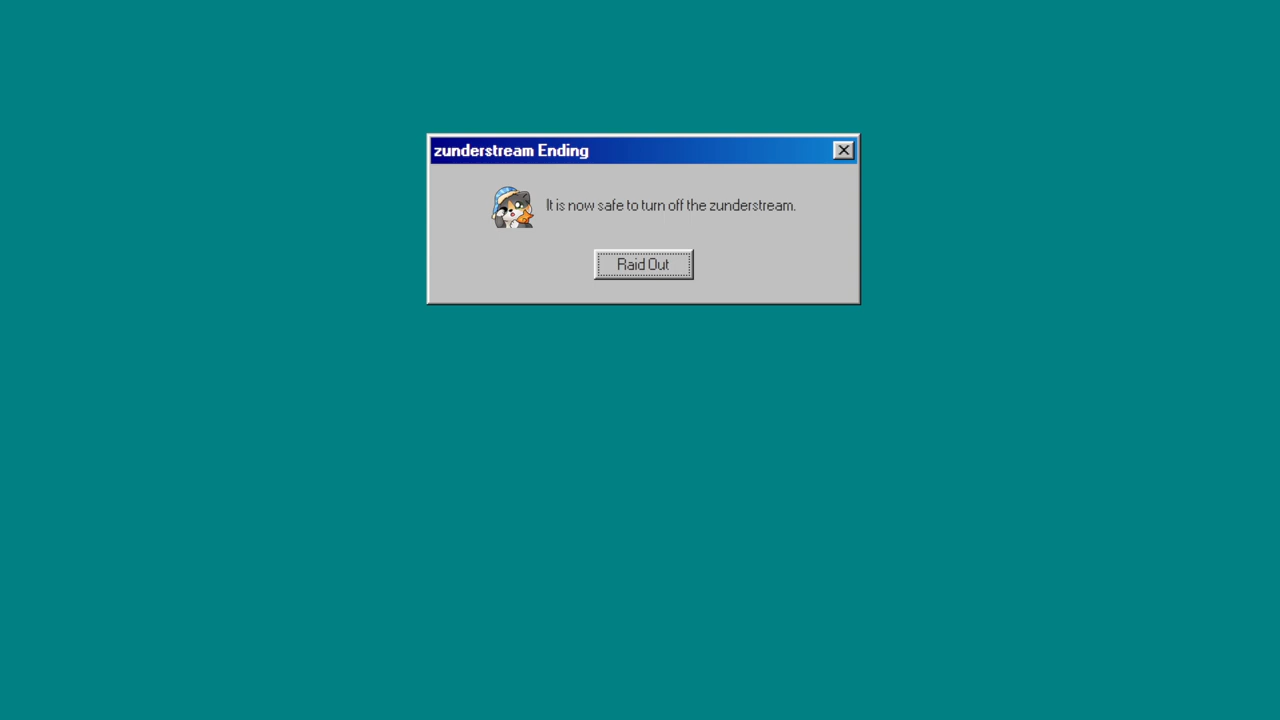 zunderstream Ending
It is now safe to turn off the zunderstream.
Raid Out